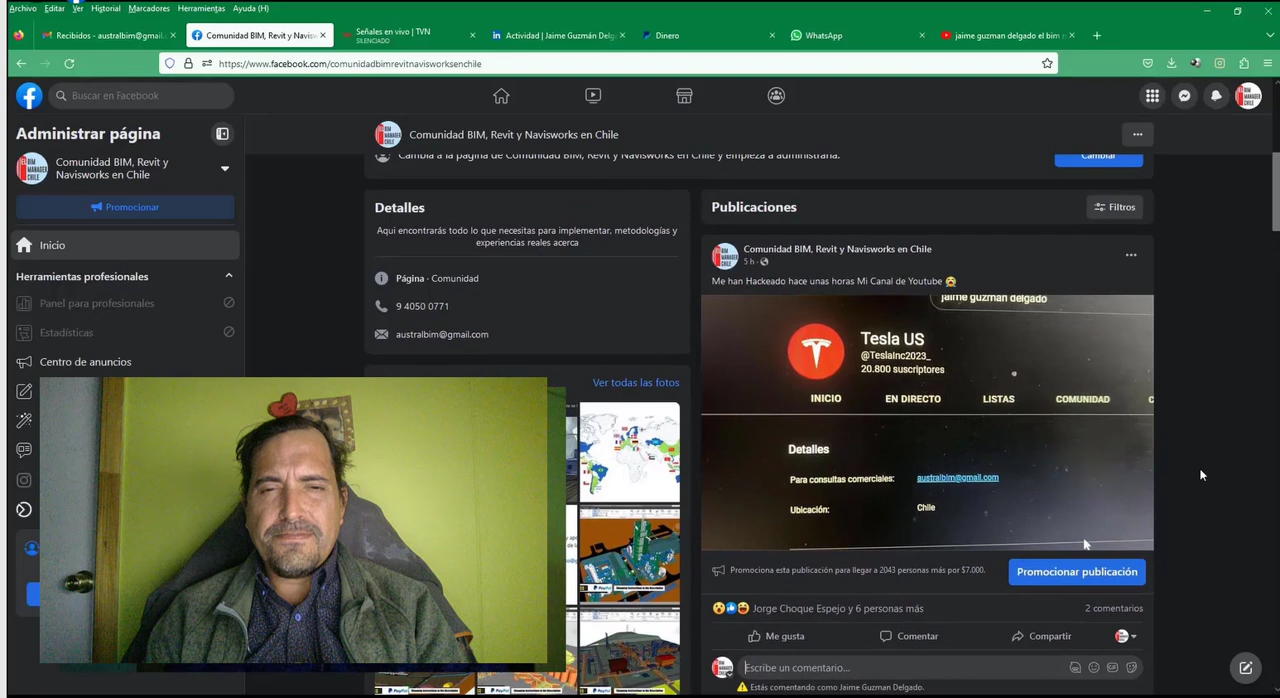 Archivo Editar Ver Historial Marcadores Herramientas Ayuda (H)
Recibidos - australbim@gmail.
Comunidad BIM, Revit y Navisw
Señales en vivo | TVN
SILENCIADO
Actividad | Jaime Guzmán Delg
Dinero
WhatsApp
jaime guzman delgado el bim m
https://www.facebook.com/comunidadbimrevitnavisworksenchile
Buscar en Facebook
Administrar página
Comunidad BIM, Revit y
Navisworks en Chile
Promocionar
Inicio
Herramientas profesionales
Panel para profesionales
Estadísticas
Centro de anuncios
Comunidad BIM, Revit y Navisworks en Chile
Cambia a la página de Comunidad BIM, Revit y Navisworks en Chile y empieza a administrarla.
Cambiar
Detalles
Aqui encontrarás todo lo que necesitas para implementar, metodologías y
experiencias reales acerca
Página · Comunidad
9 4050 0771
australbim@gmail.com
Ver todas las fotos
PayPal
PayPal
PayPal
PayPal
Publicaciones
Filtros
Comunidad BIM, Revit y Navisworks en Chile
5 h ·
Me han Hackeado hace unas horas Mi Canal de Youtube 😭
jaime guzman delgado
Tesla US
@TeslaInc2023_
20.800 suscriptores
INICIO EN DIRECTO LISTAS COMUNIDAD C
Detalles
Para consultas comerciales: australbim@gmail.com
Ubicación: Chile
Promociona esta publicación para llegar a 2043 personas más por $7.000.
Promocionar publicación
Jorge Choque Espejo y 6 personas más
2 comentarios
Me gusta Comentar Compartir
Escribe un comentario...
Estás comentando como Jaime Guzman Delgado.